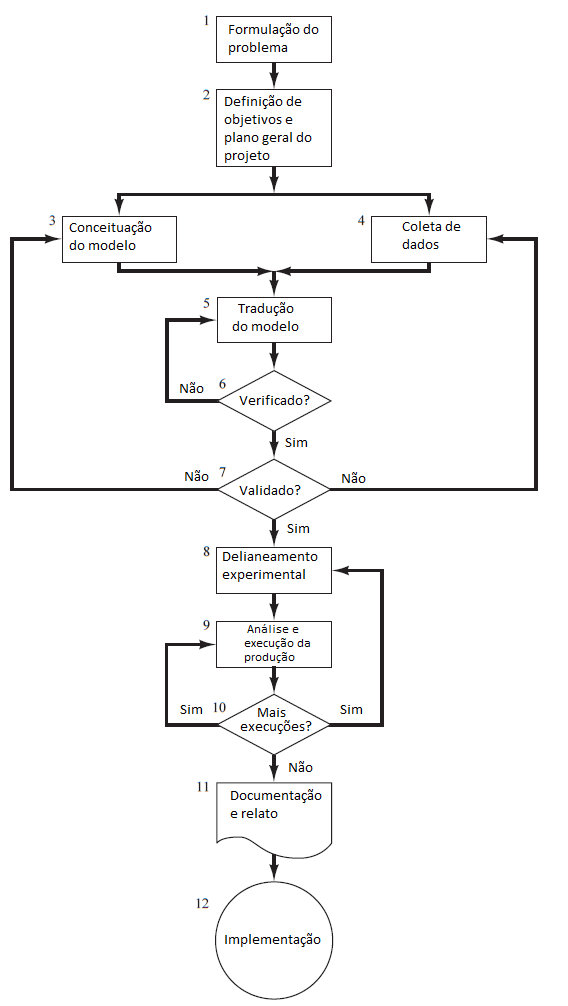 1
Formulação do
problema
2
Definição de
objetivos e
plano geral do
projeto
3
Conceituação
do modelo
4
Coleta de
dados
5
Tradução
do modelo
Não
6
Verificado?
Sim
Não
7
Validado?
Não
Sim
8
Delianeamento
experimental
9
Análise e
execução da
produção
Sim
10
Mais
execuções?
Sim
Não
11
Documentação
e relato
12
Implementação